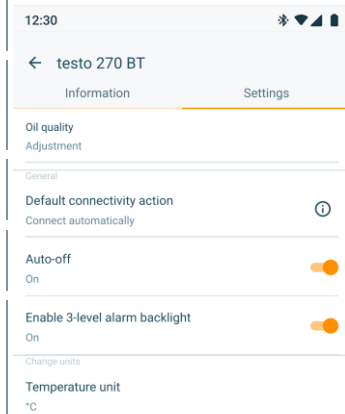 12:30
testo 270 BT
Information Settings
Oil quality
Adjustment
General
Default connectivity action
Connect automatically
Auto-off
On
Enable 3-level alarm backlight
On
Change units
Temperature unit
°C